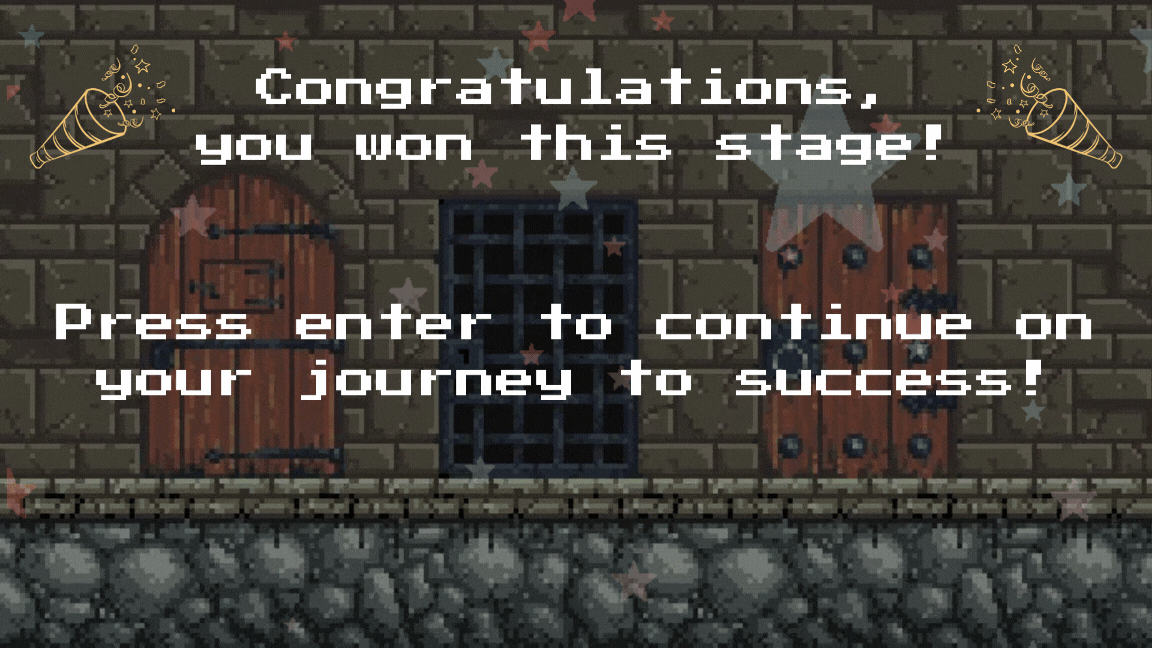 Congratulations,
you won this stage!
Press enter to continue on
your journey to success!